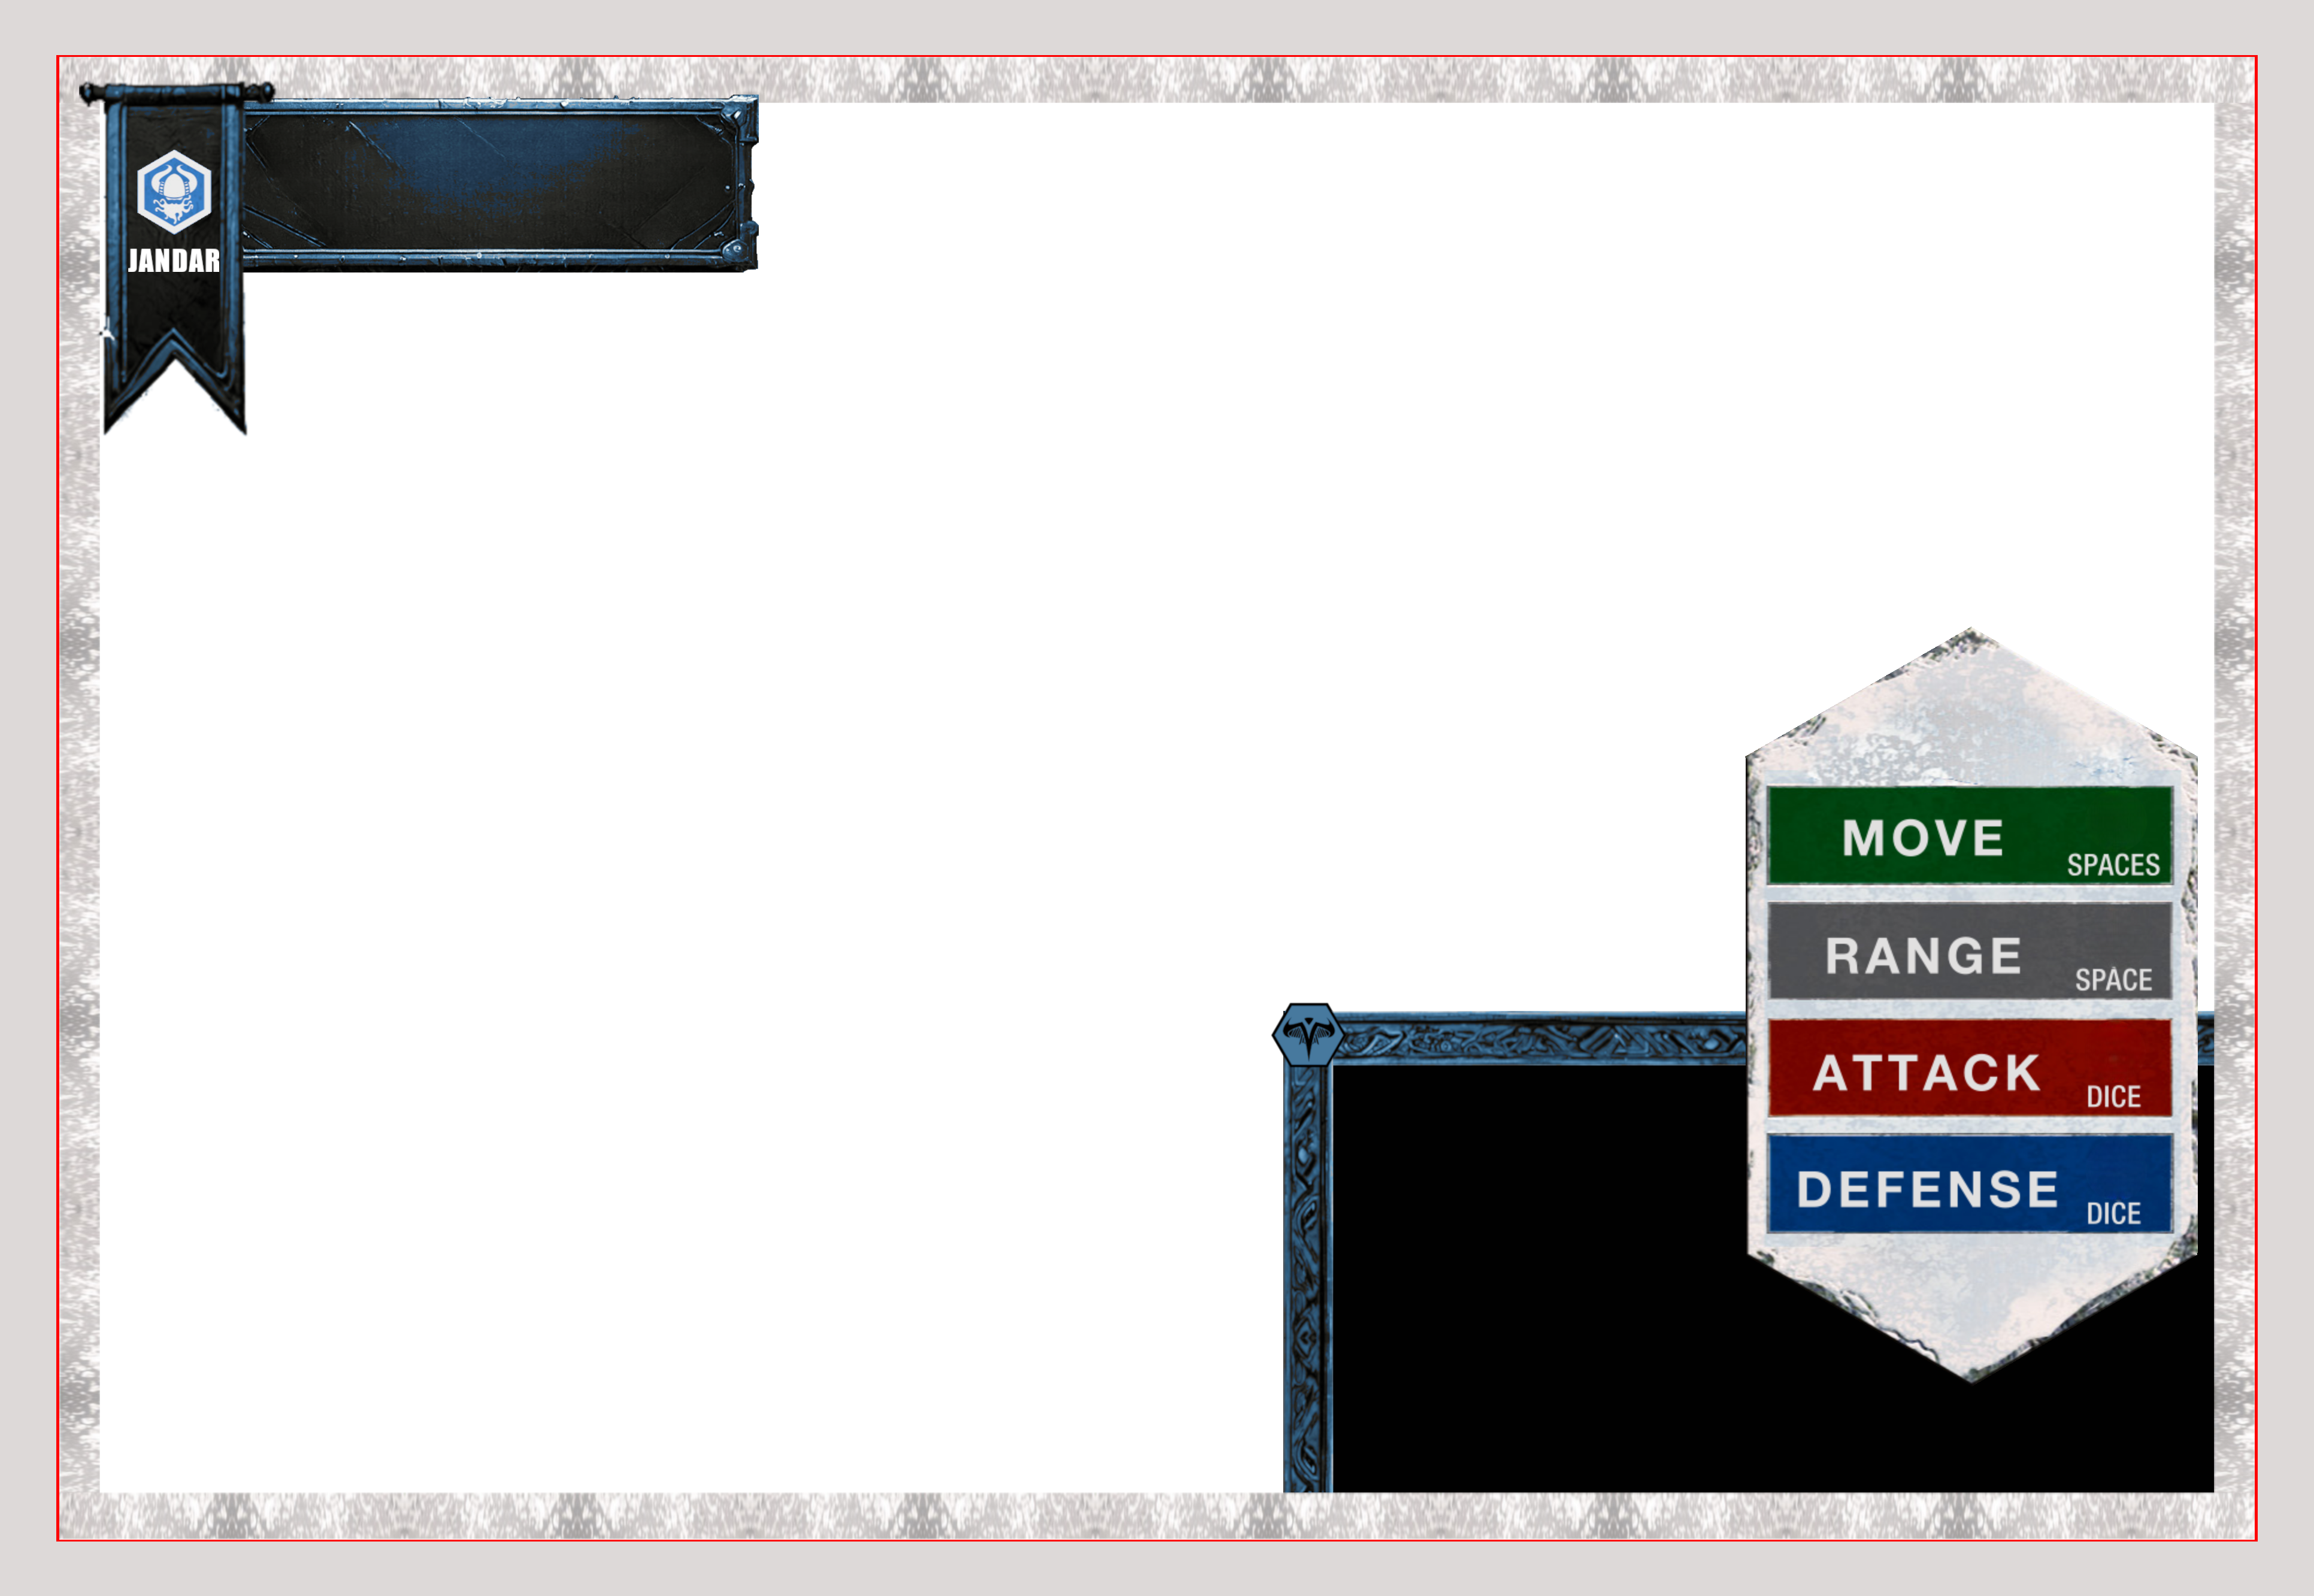 JANDAR
MOVE
SPACES
RANGE
SPACE
ATTACK
DICE
DEFENSE
DICE